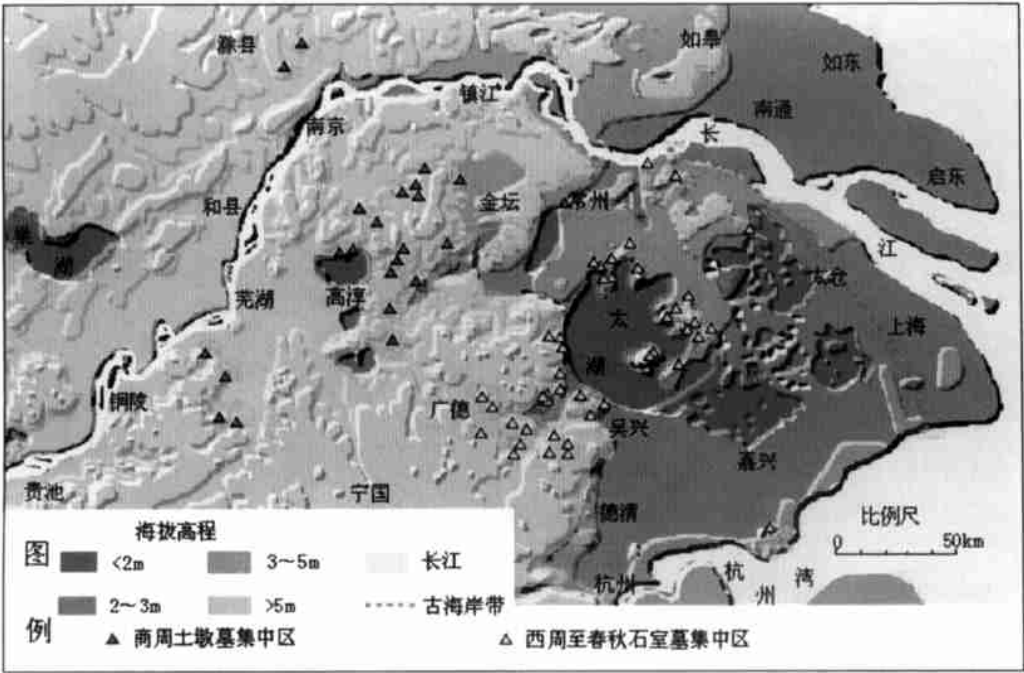 滁县
如皋
如东
镇江
南通
南京
长
启东
金坛
常州
和县
巢
湖
江
太仓
芜湖
高淳
太
上海
湖
铜陵
广德
吴兴
嘉兴
贵池
宁国
德清
比例尺
0 50km
杭州
杭
州
湾
图
例
海拔高程
<2m
3～5m
长江
2～3m
>5m
古海岸带
商周土墩墓集中区
西周至春秋石室墓集中区